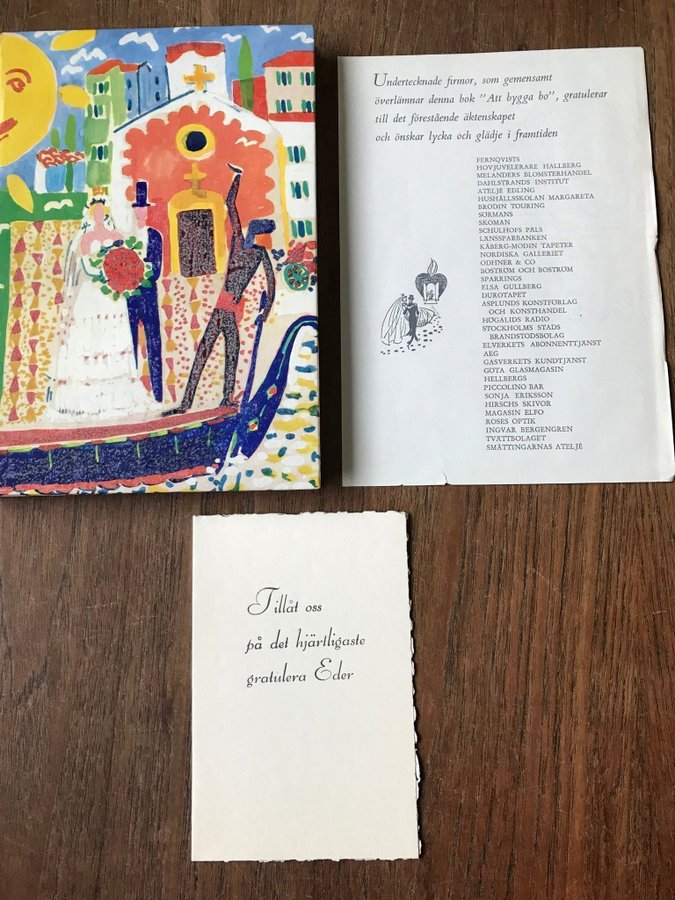 Undertecknade firmor, som gemensamt
överlämnar denna bok "Att bygga bo", gratulerar
till det förestående äktenskapet
och önskar lycka och glädje i framtiden
FERNQVISTS
HOVJUVELERARE HALLBERG
MELANDERS BLOMSTERHANDEL
DAHLSTRANDS INSTITUT
ATELJÉ EDLING
HUSHÅLLSSKOLAN MARGARETA
BRODIN TOURING
SÖRMANS
SKOMAN
SCHULHOFS PÄLS
LÄNSSPARBANKEN
KÅBERG-MODIN TAPETER
NORDISKA GALLERIET
ODHNER & CO
BOSTRÖM OCH BOSTRÖM
SPARRINGS
ELSA GULLBERG
DUROTAPET
ASPLUNDS KONSTFÖRLAG
OCH KONSTHANDEL
HÖGALIDS RADIO
STOCKHOLMS STADS
BRANDSTODSBOLAG
ELVERKETS ABONNENTTJÄNST
AEG
GASVERKETS KUNDTJÄNST
GÖTA GLASMAGASIN
HELLBERGS
PICCOLINO BAR
SONJA ERIKSSON
HIRSCHS SKIVOR
MAGASIN ELFO
ROSÉS OPTIK
INGVAR BERGENGREN
TVÄTTBOLAGET
SMÅTTINGARNAS ATELJÉ
Tillåt oss
på det hjärtligaste
gratulera Eder